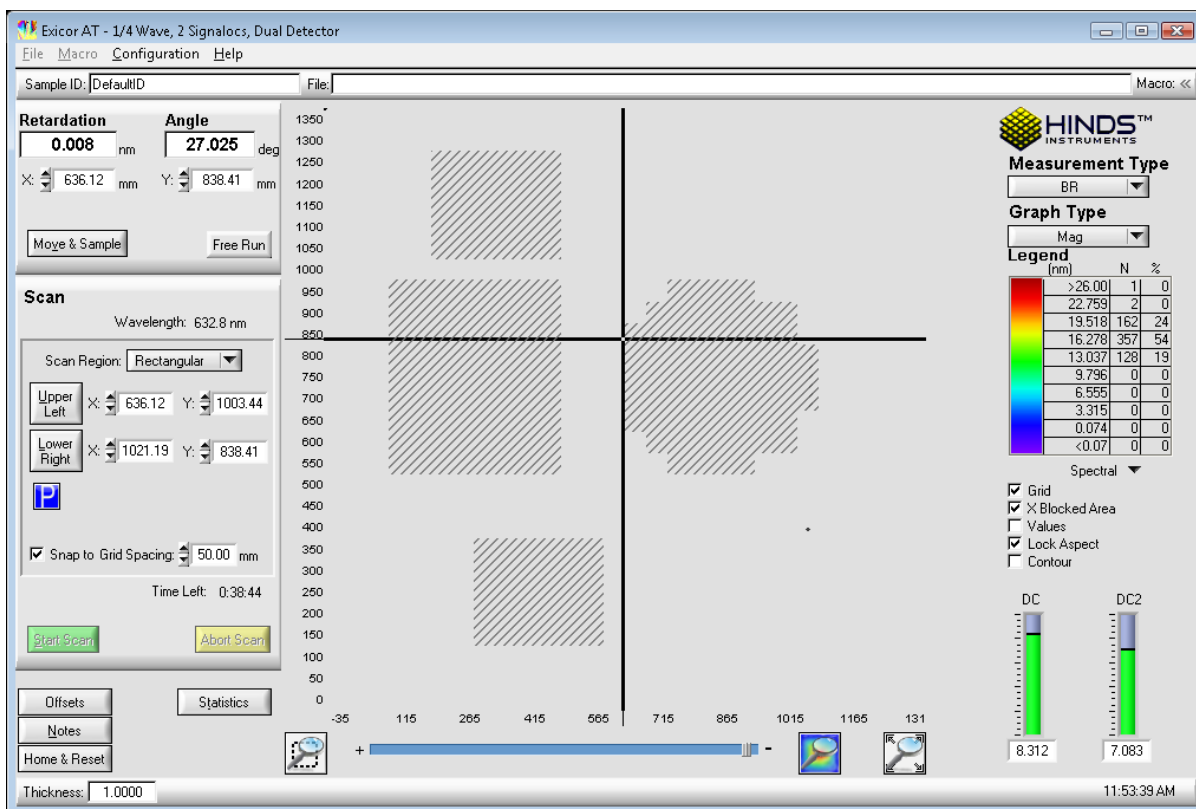 Exicor AT - 1/4 Wave, 2 Signalocs, Dual Detector
File Macro Configuration Help
Sample ID: DefaultID File: Macro: <<
Retardation Angle
0.008 nm 27.025 deg
X: 636.12 mm Y: 838.41 mm
Move & Sample Free Run
Scan
Wavelength: 632.8 nm
Scan Region: Rectangular
Upper Left X: 636.12 Y: 1003.44
Lower Right X: 1021.19 Y: 838.41
P
Snap to Grid Spacing: 50.00 mm
Time Left: 0:38:44
Start Scan Abort Scan
Offsets Statistics
Notes
Home & Reset
Thickness: 1.0000
1350
1300
1250
1200
1150
1100
1050
1000
950
900
850
800
750
700
650
600
550
500
450
400
350
300
250
200
150
100
50
0
-35 115 265 415 565 715 865 1015 1165 131
+ -
HINDS™
INSTRUMENTS
Measurement Type
BR
Graph Type
Mag
Legend
(nm) N %
>26.00 1 0
22.759 2 0
19.518 162 24
16.278 357 54
13.037 128 19
9.796 0 0
6.555 0 0
3.315 0 0
0.074 0 0
<0.07 0 0
Spectral
Grid
X Blocked Area
Values
Lock Aspect
Contour
DC DC2
8.312 7.083
11:53:39 AM